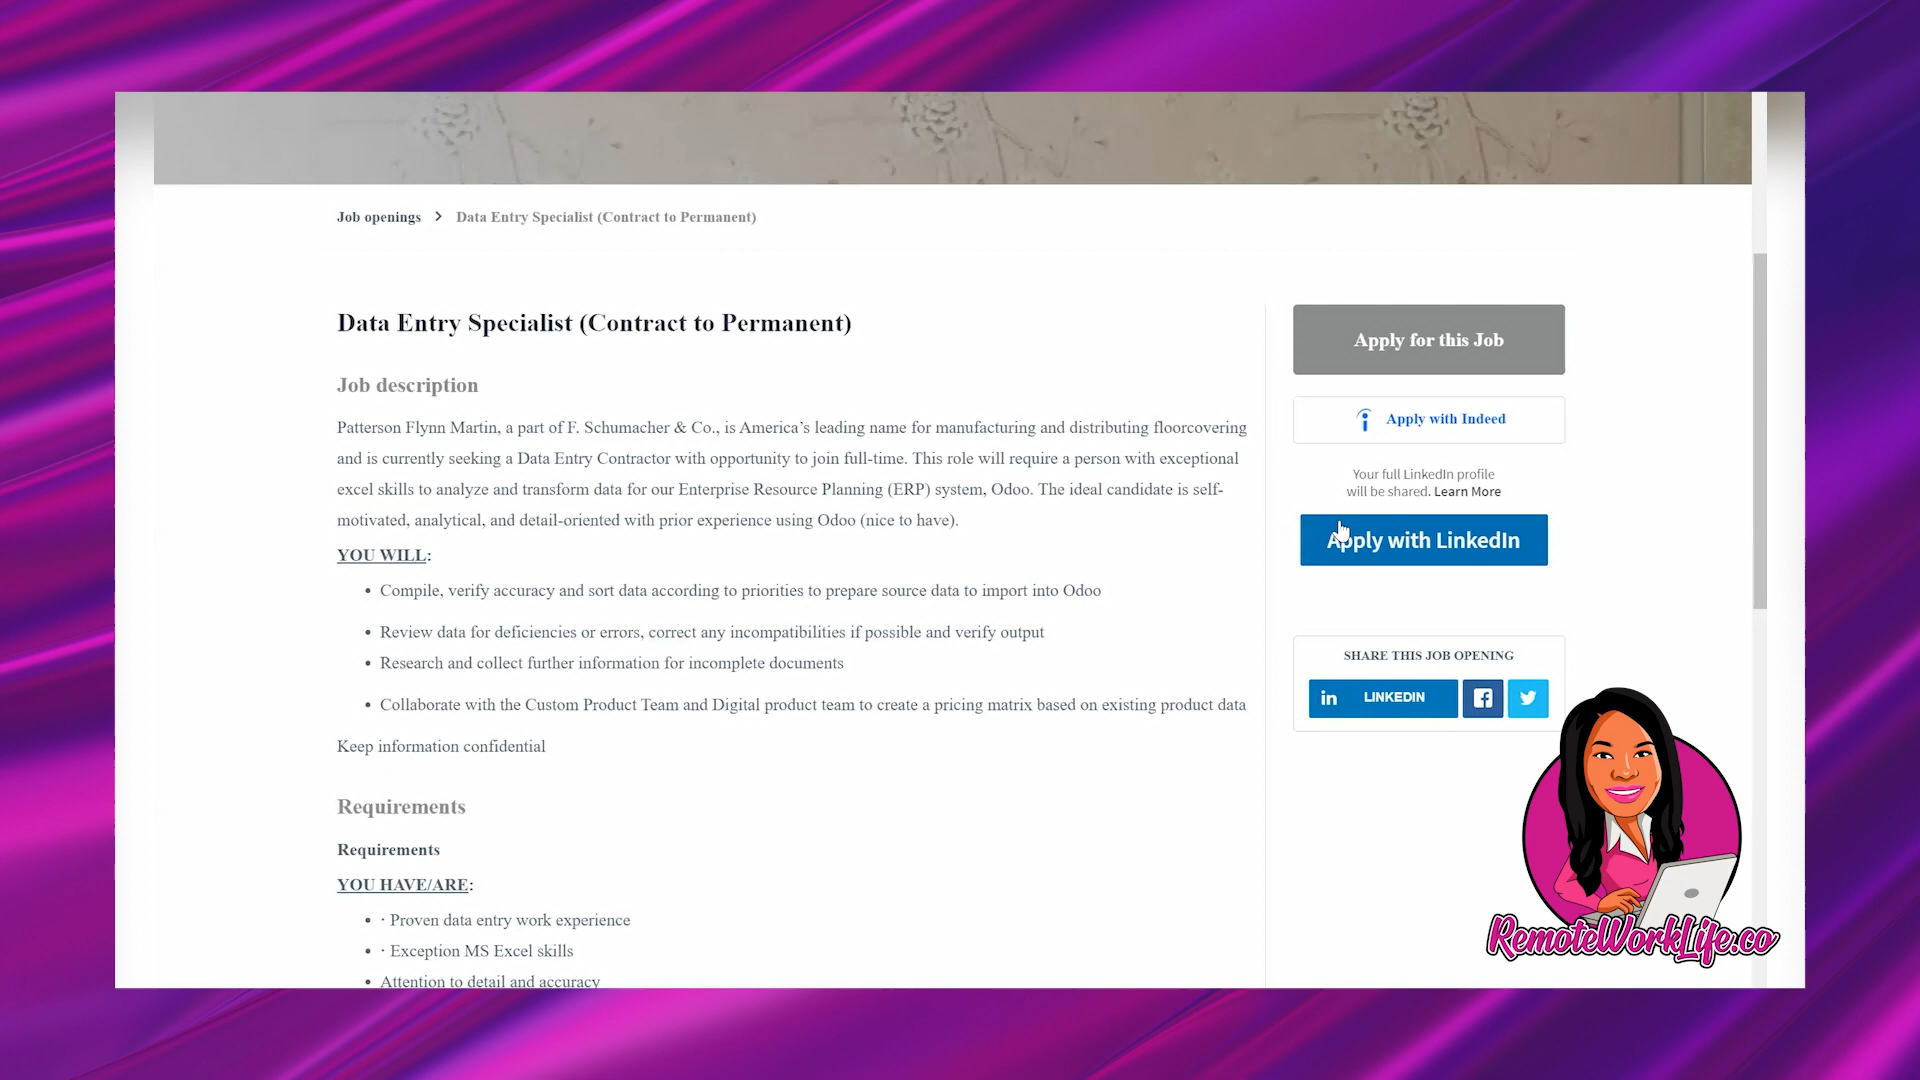 Job openings > Data Entry Specialist (Contract to Permanent)
Data Entry Specialist (Contract to Permanent)
Job description
Patterson Flynn Martin, a part of F. Schumacher & Co., is America’s leading name for manufacturing and distributing floorcovering
and is currently seeking a Data Entry Contractor with opportunity to join full-time. This role will require a person with exceptional
excel skills to analyze and transform data for our Enterprise Resource Planning (ERP) system, Odoo. The ideal candidate is self-
motivated, analytical, and detail-oriented with prior experience using Odoo (nice to have).
YOU WILL:
• Compile, verify accuracy and sort data according to priorities to prepare source data to import into Odoo
• Review data for deficiencies or errors, correct any incompatibilities if possible and verify output
• Research and collect further information for incomplete documents
• Collaborate with the Custom Product Team and Digital product team to create a pricing matrix based on existing product data
Keep information confidential
Requirements
Requirements
YOU HAVE/ARE:
• · Proven data entry work experience
• · Exception MS Excel skills
• Attention to detail and accuracy
Apply for this Job
Apply with Indeed
Your full LinkedIn profile
will be shared. Learn More
Apply with LinkedIn
SHARE THIS JOB OPENING
in LINKEDIN
RemoteWorkLife.co